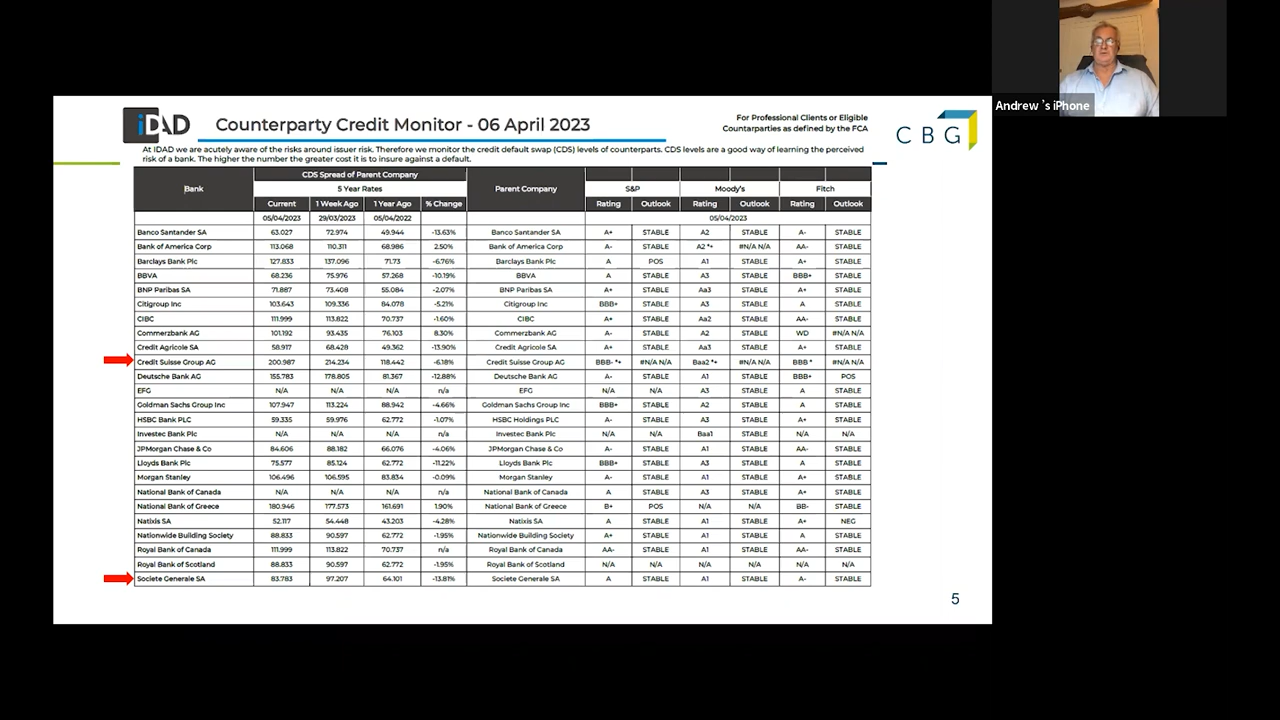 Andrew 's iPhone
iDAD
Counterparty Credit Monitor - 06 April 2023
For Professional Clients or Eligible
Countarparties as defined by the FCA
CBG
At IDAD we are acutely aware of the risks around issuer risk. Therefore we monitor the credit default swap (CDS) levels of counterparts. CDS levels are a good way of learning the perceived
risk of a bank. The higher the number the greater cost it is to insure against a default.
Bank CDS Spread of Parent Company Parent Company
5 Year Rates S&P Moody's Fitch
Current 1 Week Ago 1 Year Ago % Change Rating Outlook Rating Outlook Rating Outlook
05/04/2023 29/03/2023 05/04/2022 05/04/2023
Banco Santander SA 63.027 72.974 49.944 -13.63% Banco Santander SA A+ STABLE A2 STABLE A- STABLE
Bank of America Corp 113.068 110.311 68.986 2.50% Bank of America Corp A- STABLE A2 *+ #N/A N/A AA- STABLE
Barclays Bank Plc 127.833 137.096 71.73 -6.76% Barclays Bank Plc A POS A1 STABLE A+ STABLE
BBVA 68.236 75.976 57.268 -10.19% BBVA A STABLE A3 STABLE BBB+ STABLE
BNP Paribas SA 71.887 73.408 55.084 -2.07% BNP Paribas SA A+ STABLE Aa3 STABLE A+ STABLE
Citigroup Inc 103.643 109.336 84.078 -5.21% Citigroup Inc BBB+ STABLE A3 STABLE A STABLE
CIBC 111.999 113.822 70.737 -1.60% CIBC A+ STABLE Aa2 STABLE AA- STABLE
Commerzbank AG 101.192 93.435 76.103 8.30% Commerzbank AG A- STABLE A2 STABLE WD #N/A N/A
Credit Agricole SA 58.917 68.428 49.362 -13.90% Credit Agricole SA A+ STABLE Aa3 STABLE A+ STABLE
Credit Suisse Group AG 200.987 214.234 118.442 -6.18% Credit Suisse Group AG BBB- *+ #N/A N/A Baa2 *+ #N/A N/A BBB * #N/A N/A
Deutsche Bank AG 155.783 178.805 81.367 -12.88% Deutsche Bank AG A- STABLE A1 STABLE BBB+ POS
EFG N/A N/A N/A n/a EFG N/A N/A A3 STABLE A STABLE
Goldman Sachs Group Inc 107.947 113.224 88.942 -4.66% Goldman Sachs Group Inc BBB+ STABLE A2 STABLE A STABLE
HSBC Bank PLC 59.335 59.976 62.772 -1.07% HSBC Holdings PLC A- STABLE A3 STABLE A+ STABLE
Investec Bank Plc N/A N/A N/A n/a Investec Bank Plc N/A N/A Baa1 STABLE N/A N/A
JPMorgan Chase & Co 84.606 88.182 66.076 -4.06% JPMorgan Chase & Co A- STABLE A1 STABLE AA- STABLE
Lloyds Bank Plc 75.577 85.124 62.772 -11.22% Lloyds Bank Plc BBB+ STABLE A3 STABLE A STABLE
Morgan Stanley 106.496 106.595 83.834 -0.09% Morgan Stanley A- STABLE A1 STABLE A+ STABLE
National Bank of Canada N/A N/A N/A n/a National Bank of Canada A STABLE A3 STABLE A+ STABLE
National Bank of Greece 180.946 177.573 161.691 1.90% National Bank of Greece B+ POS N/A N/A BB- STABLE
Natixis SA 52.117 54.448 43.203 -4.28% Natixis SA A STABLE A1 STABLE A+ NEG
Nationwide Building Society 88.833 90.597 62.772 -1.95% Nationwide Building Society A+ STABLE A1 STABLE A STABLE
Royal Bank of Canada 111.999 113.822 70.737 n/a Royal Bank of Canada AA- STABLE A1 STABLE AA- STABLE
Royal Bank of Scotland 88.833 90.597 62.772 -1.95% Royal Bank of Scotland N/A N/A N/A N/A N/A N/A
Societe Generale SA 83.783 97.207 64.101 -13.81% Societe Generale SA A STABLE A1 STABLE A- STABLE
5